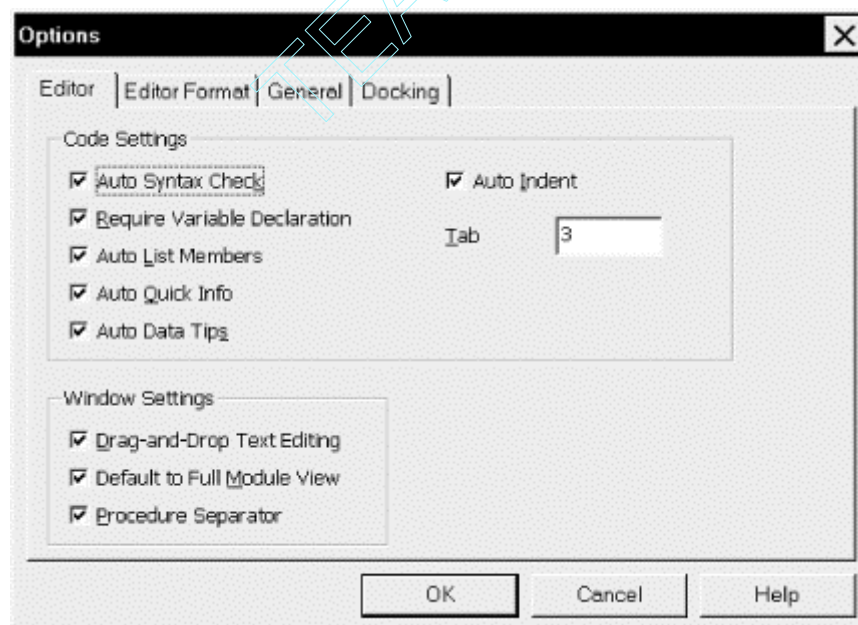 TEA
Options
Editor Editor Format General Docking
Code Settings
Auto Syntax Check
Auto Indent
Require Variable Declaration
Tab 3
Auto List Members
Auto Quick Info
Auto Data Tips
Window Settings
Drag-and-Drop Text Editing
Default to Full Module View
Procedure Separator
OK Cancel Help